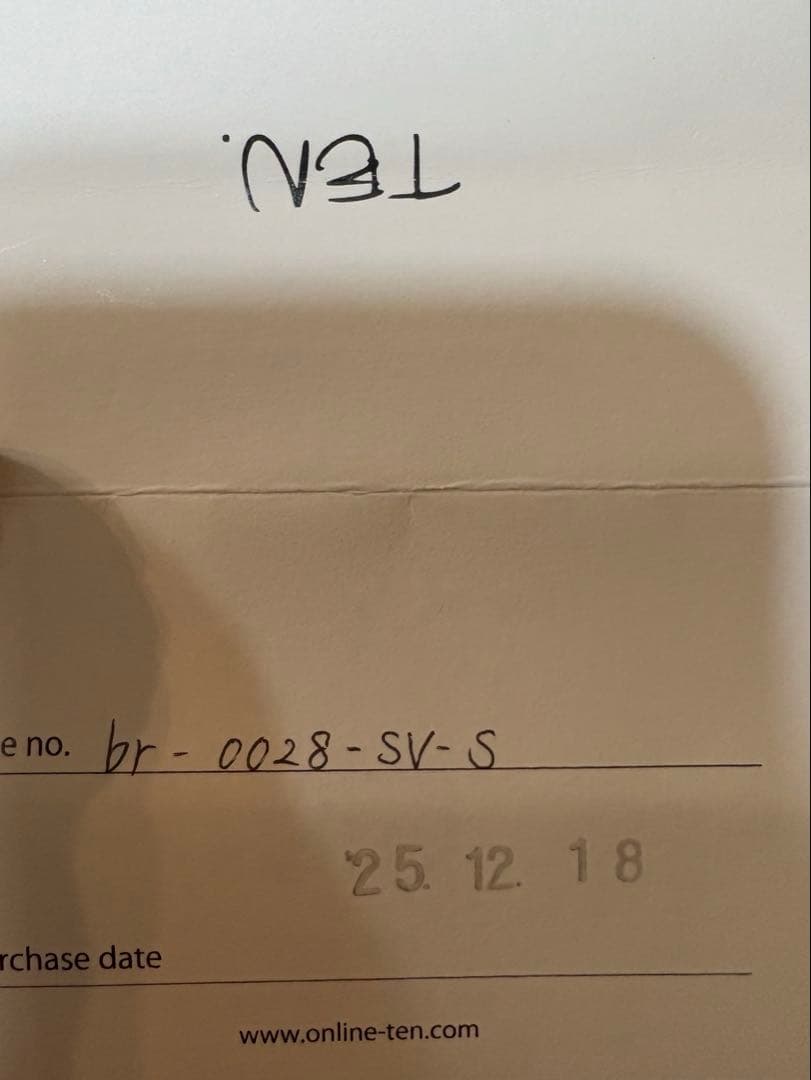 TEN.
e no. br - 0028 - SV - S
'25. 12. 18
rchase date
www.online-ten.com